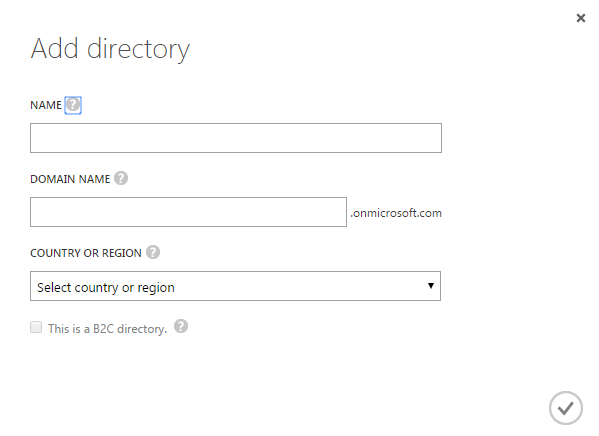 Add directory
NAME ?
DOMAIN NAME ?
.onmicrosoft.com
COUNTRY OR REGION ?
Select country or region
This is a B2C directory. ?